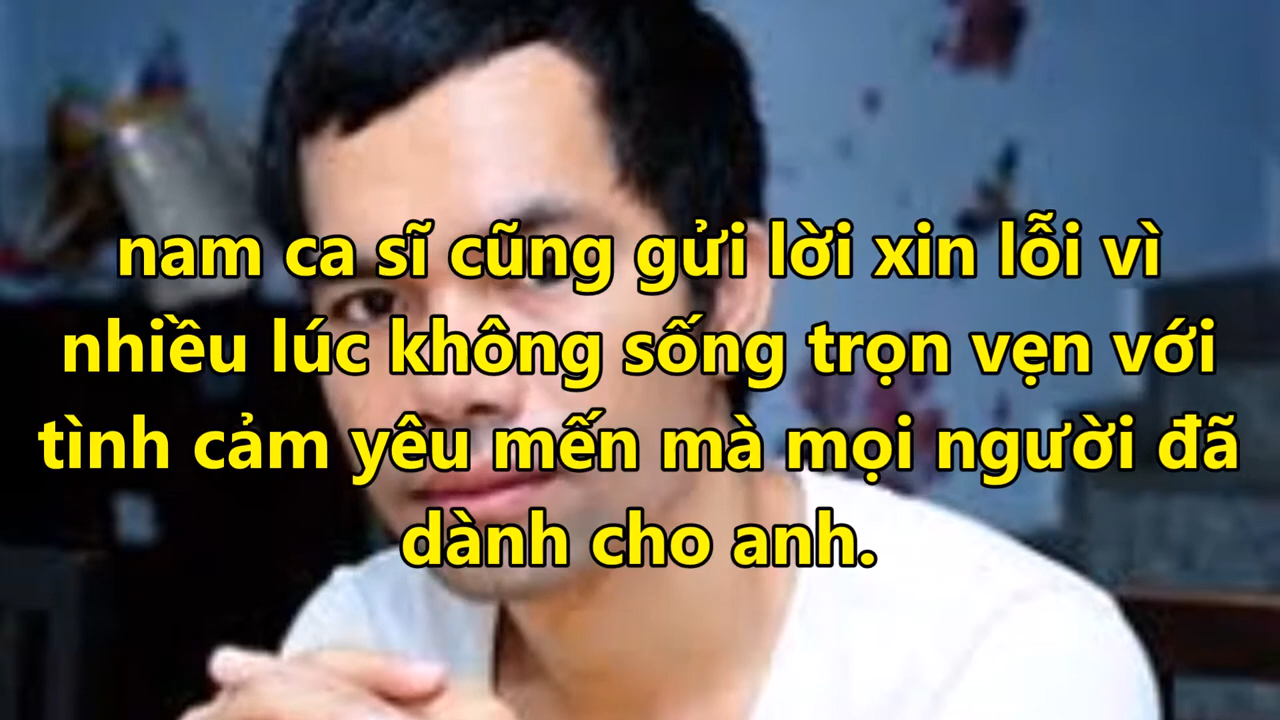 nam ca sĩ cũng gửi lời xin lỗi vì
nhiều lúc không sống trọn vẹn với
tình cảm yêu mến mà mọi người đã
dành cho anh.